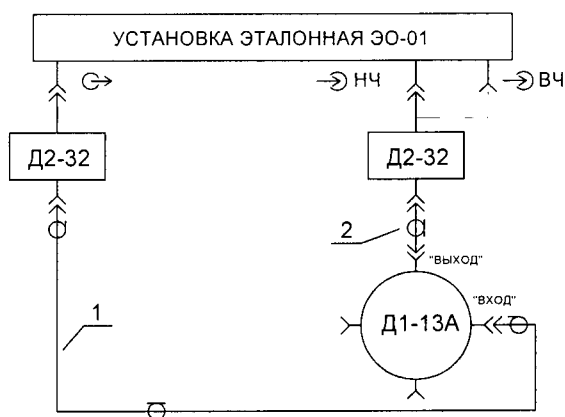 УСТАНОВКА ЭТАЛОННАЯ ЭО-01
НЧ
ВЧ
Д2-32
Д2-32
2
"ВЫХОД"
"ВХОД"
1
Д1-13А